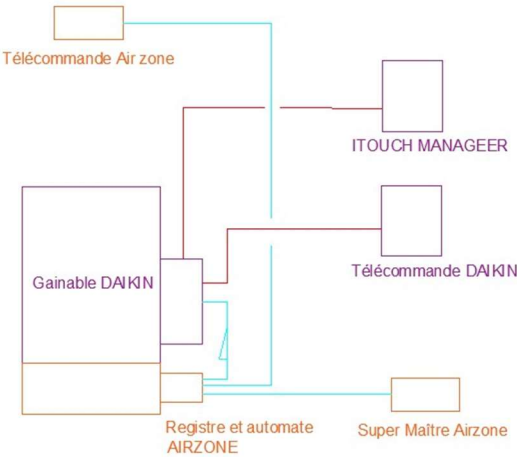 Télécommande Air zone
ITOUCH MANAGEER
Gainable DAIKIN
Télécommande DAIKIN
Registre et automate
AIRZONE
Super Maître Airzone